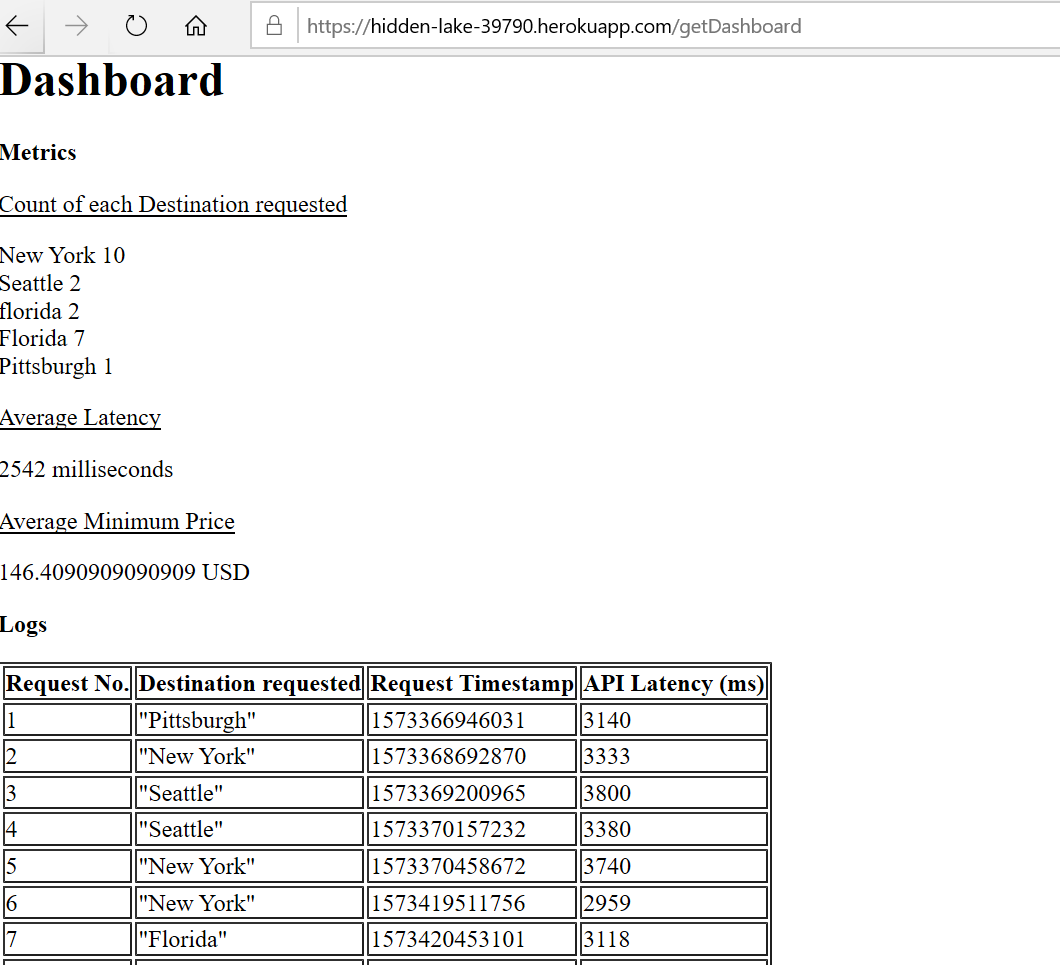 https://hidden-lake-39790.herokuapp.com/getDashboard
Dashboard
Metrics
Count of each Destination requested
New York 10
Seattle 2
florida 2
Florida 7
Pittsburgh 1
Average Latency
2542 milliseconds
Average Minimum Price
146.4090909090909 USD
Logs
Request No. Destination requested Request Timestamp API Latency (ms)
1 "Pittsburgh" 1573366946031 3140
2 "New York" 1573368692870 3333
3 "Seattle" 1573369200965 3800
4 "Seattle" 1573370157232 3380
5 "New York" 1573370458672 3740
6 "New York" 1573419511756 2959
7 "Florida" 1573420453101 3118